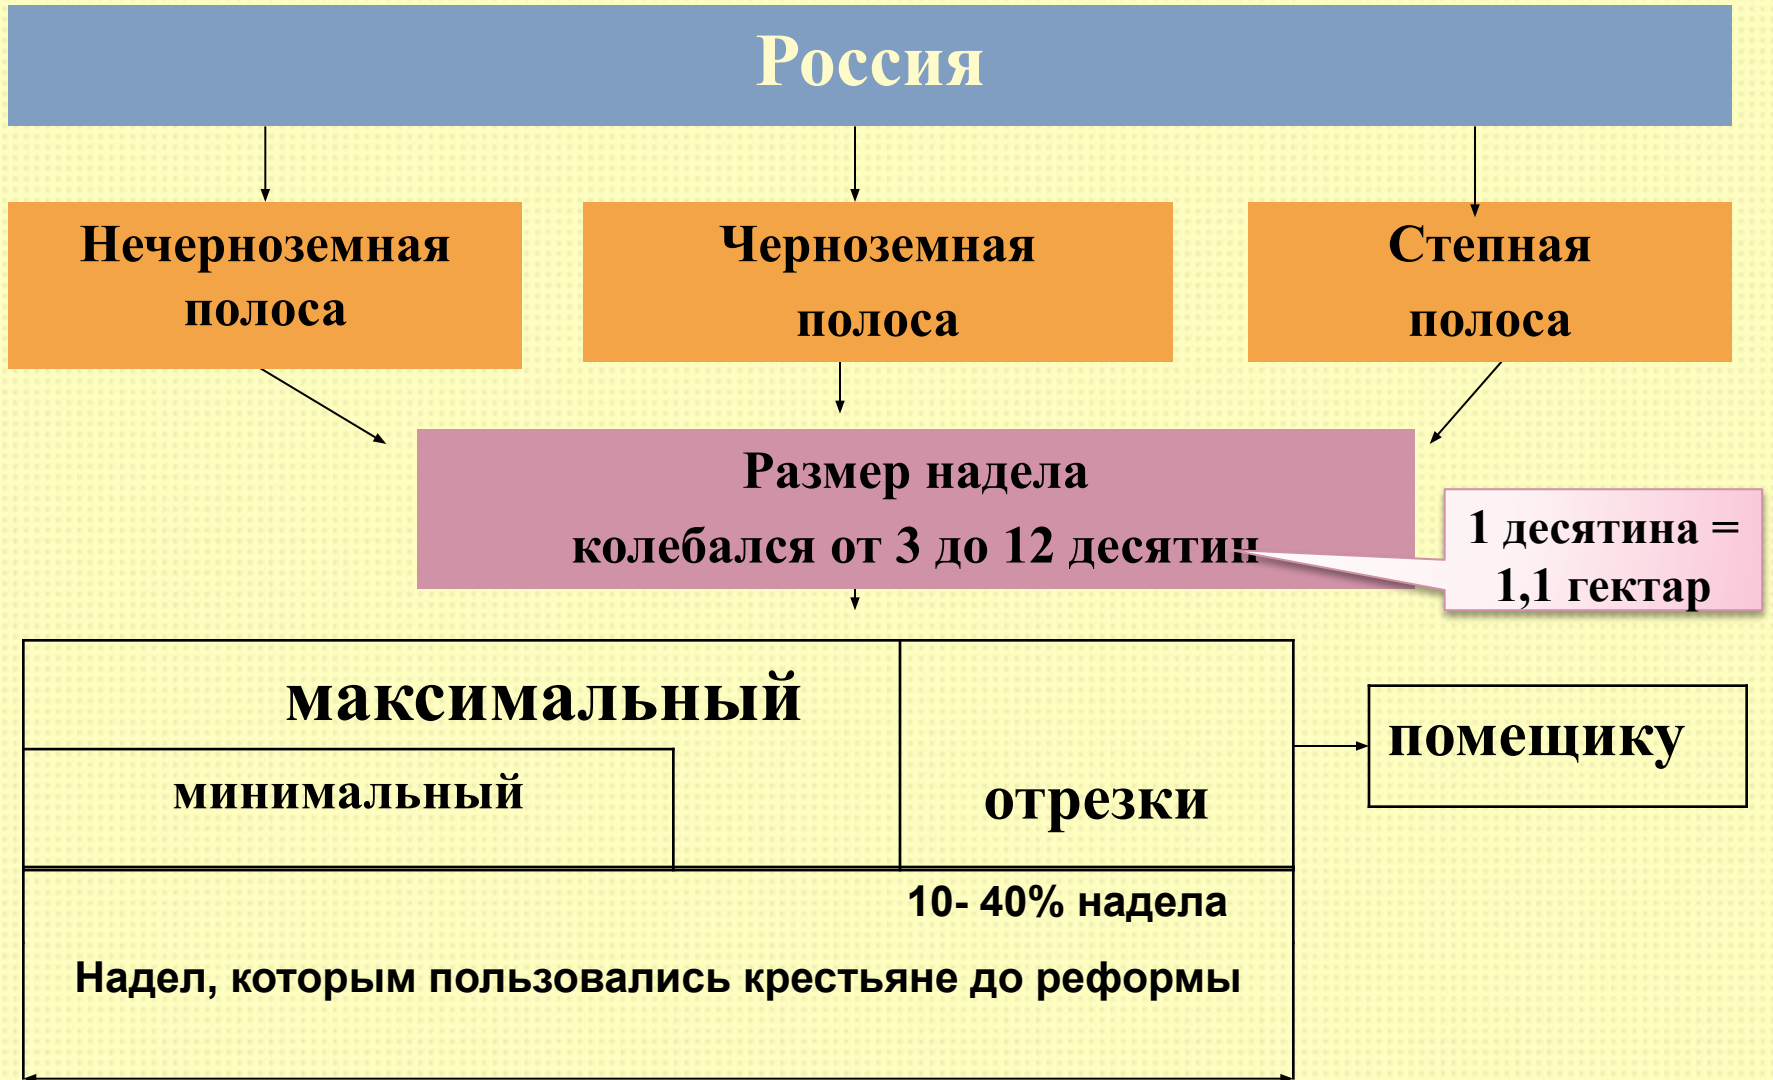 Россия
Нечерноземная
полоса
Черноземная
полоса
Степная
полоса
Размер надела
колебался от 3 до 12 десятин
1 десятина =
1,1 гектар
максимальный
минимальный
отрезки
помещику
10- 40% надела
Надел, которым пользовались крестьяне до реформы